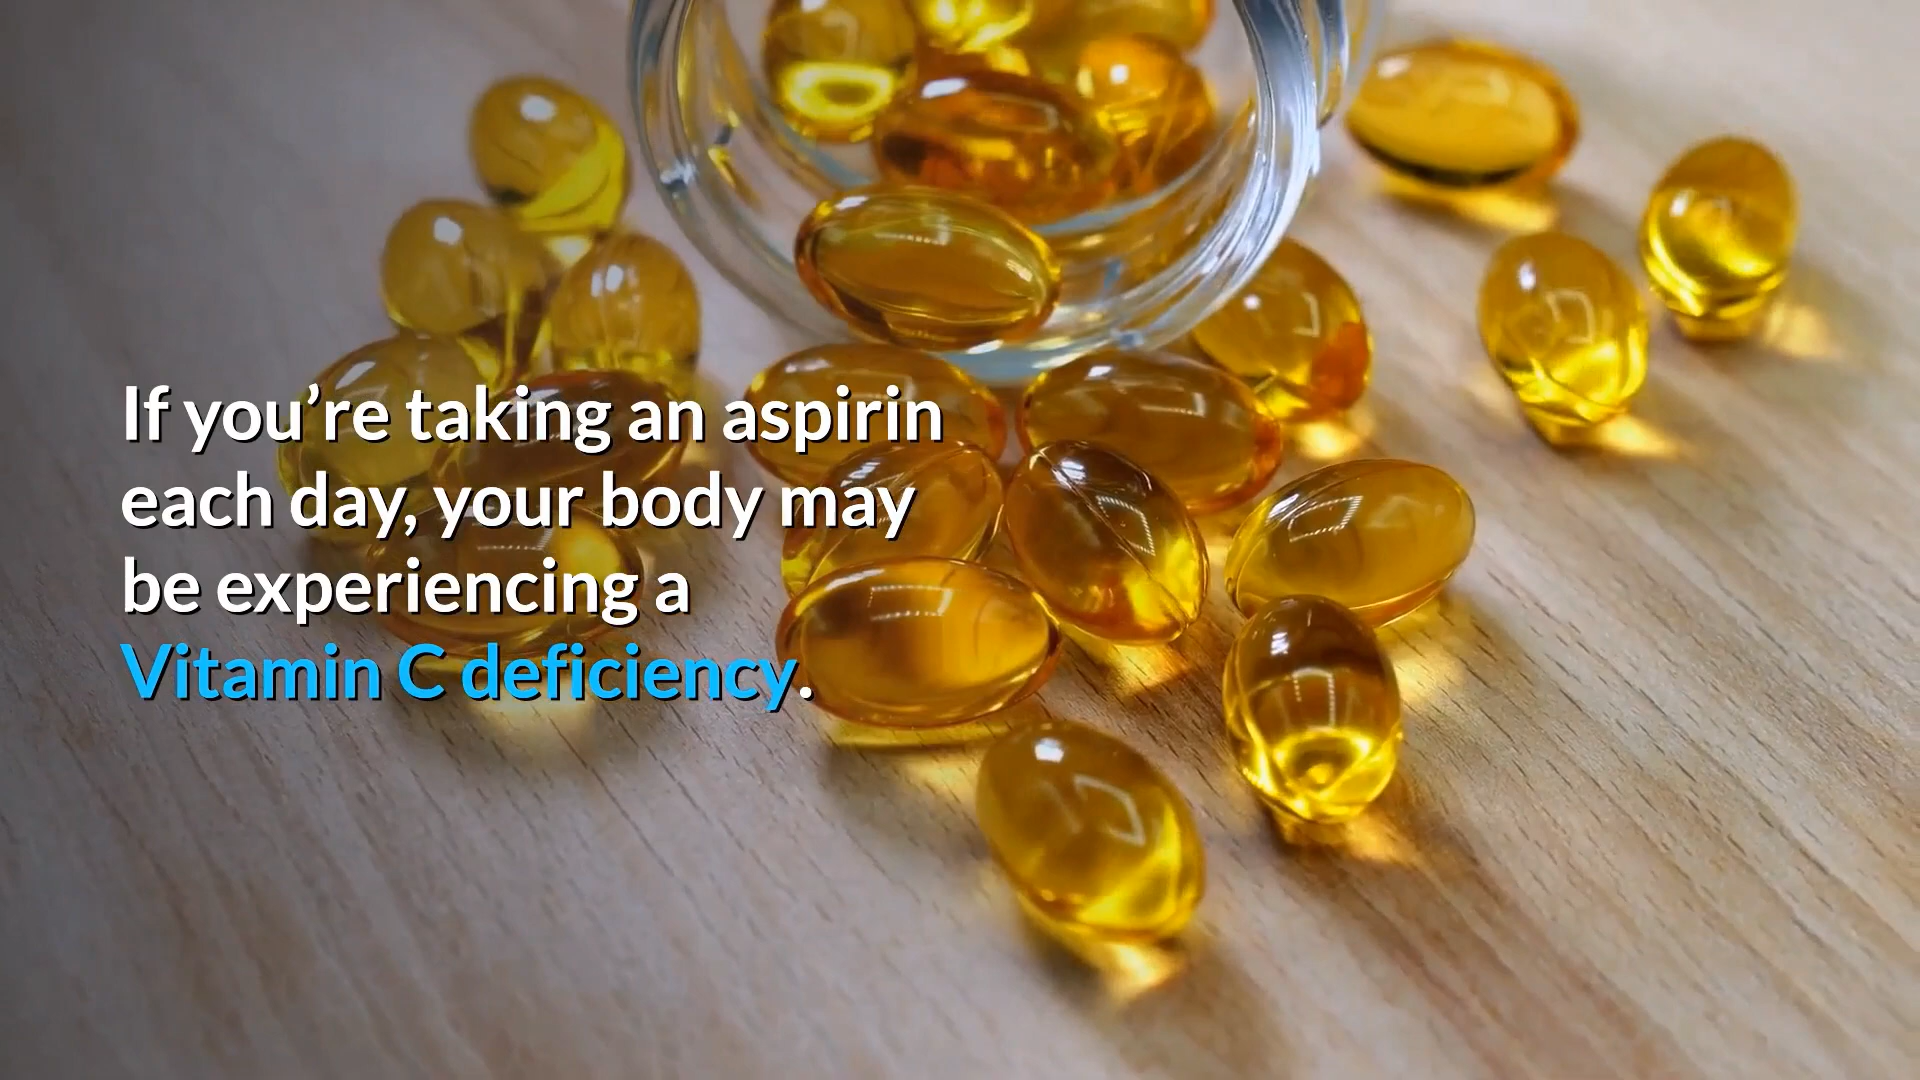 If you’re taking an aspirin
each day, your body may
be experiencing a
Vitamin C deficiency.